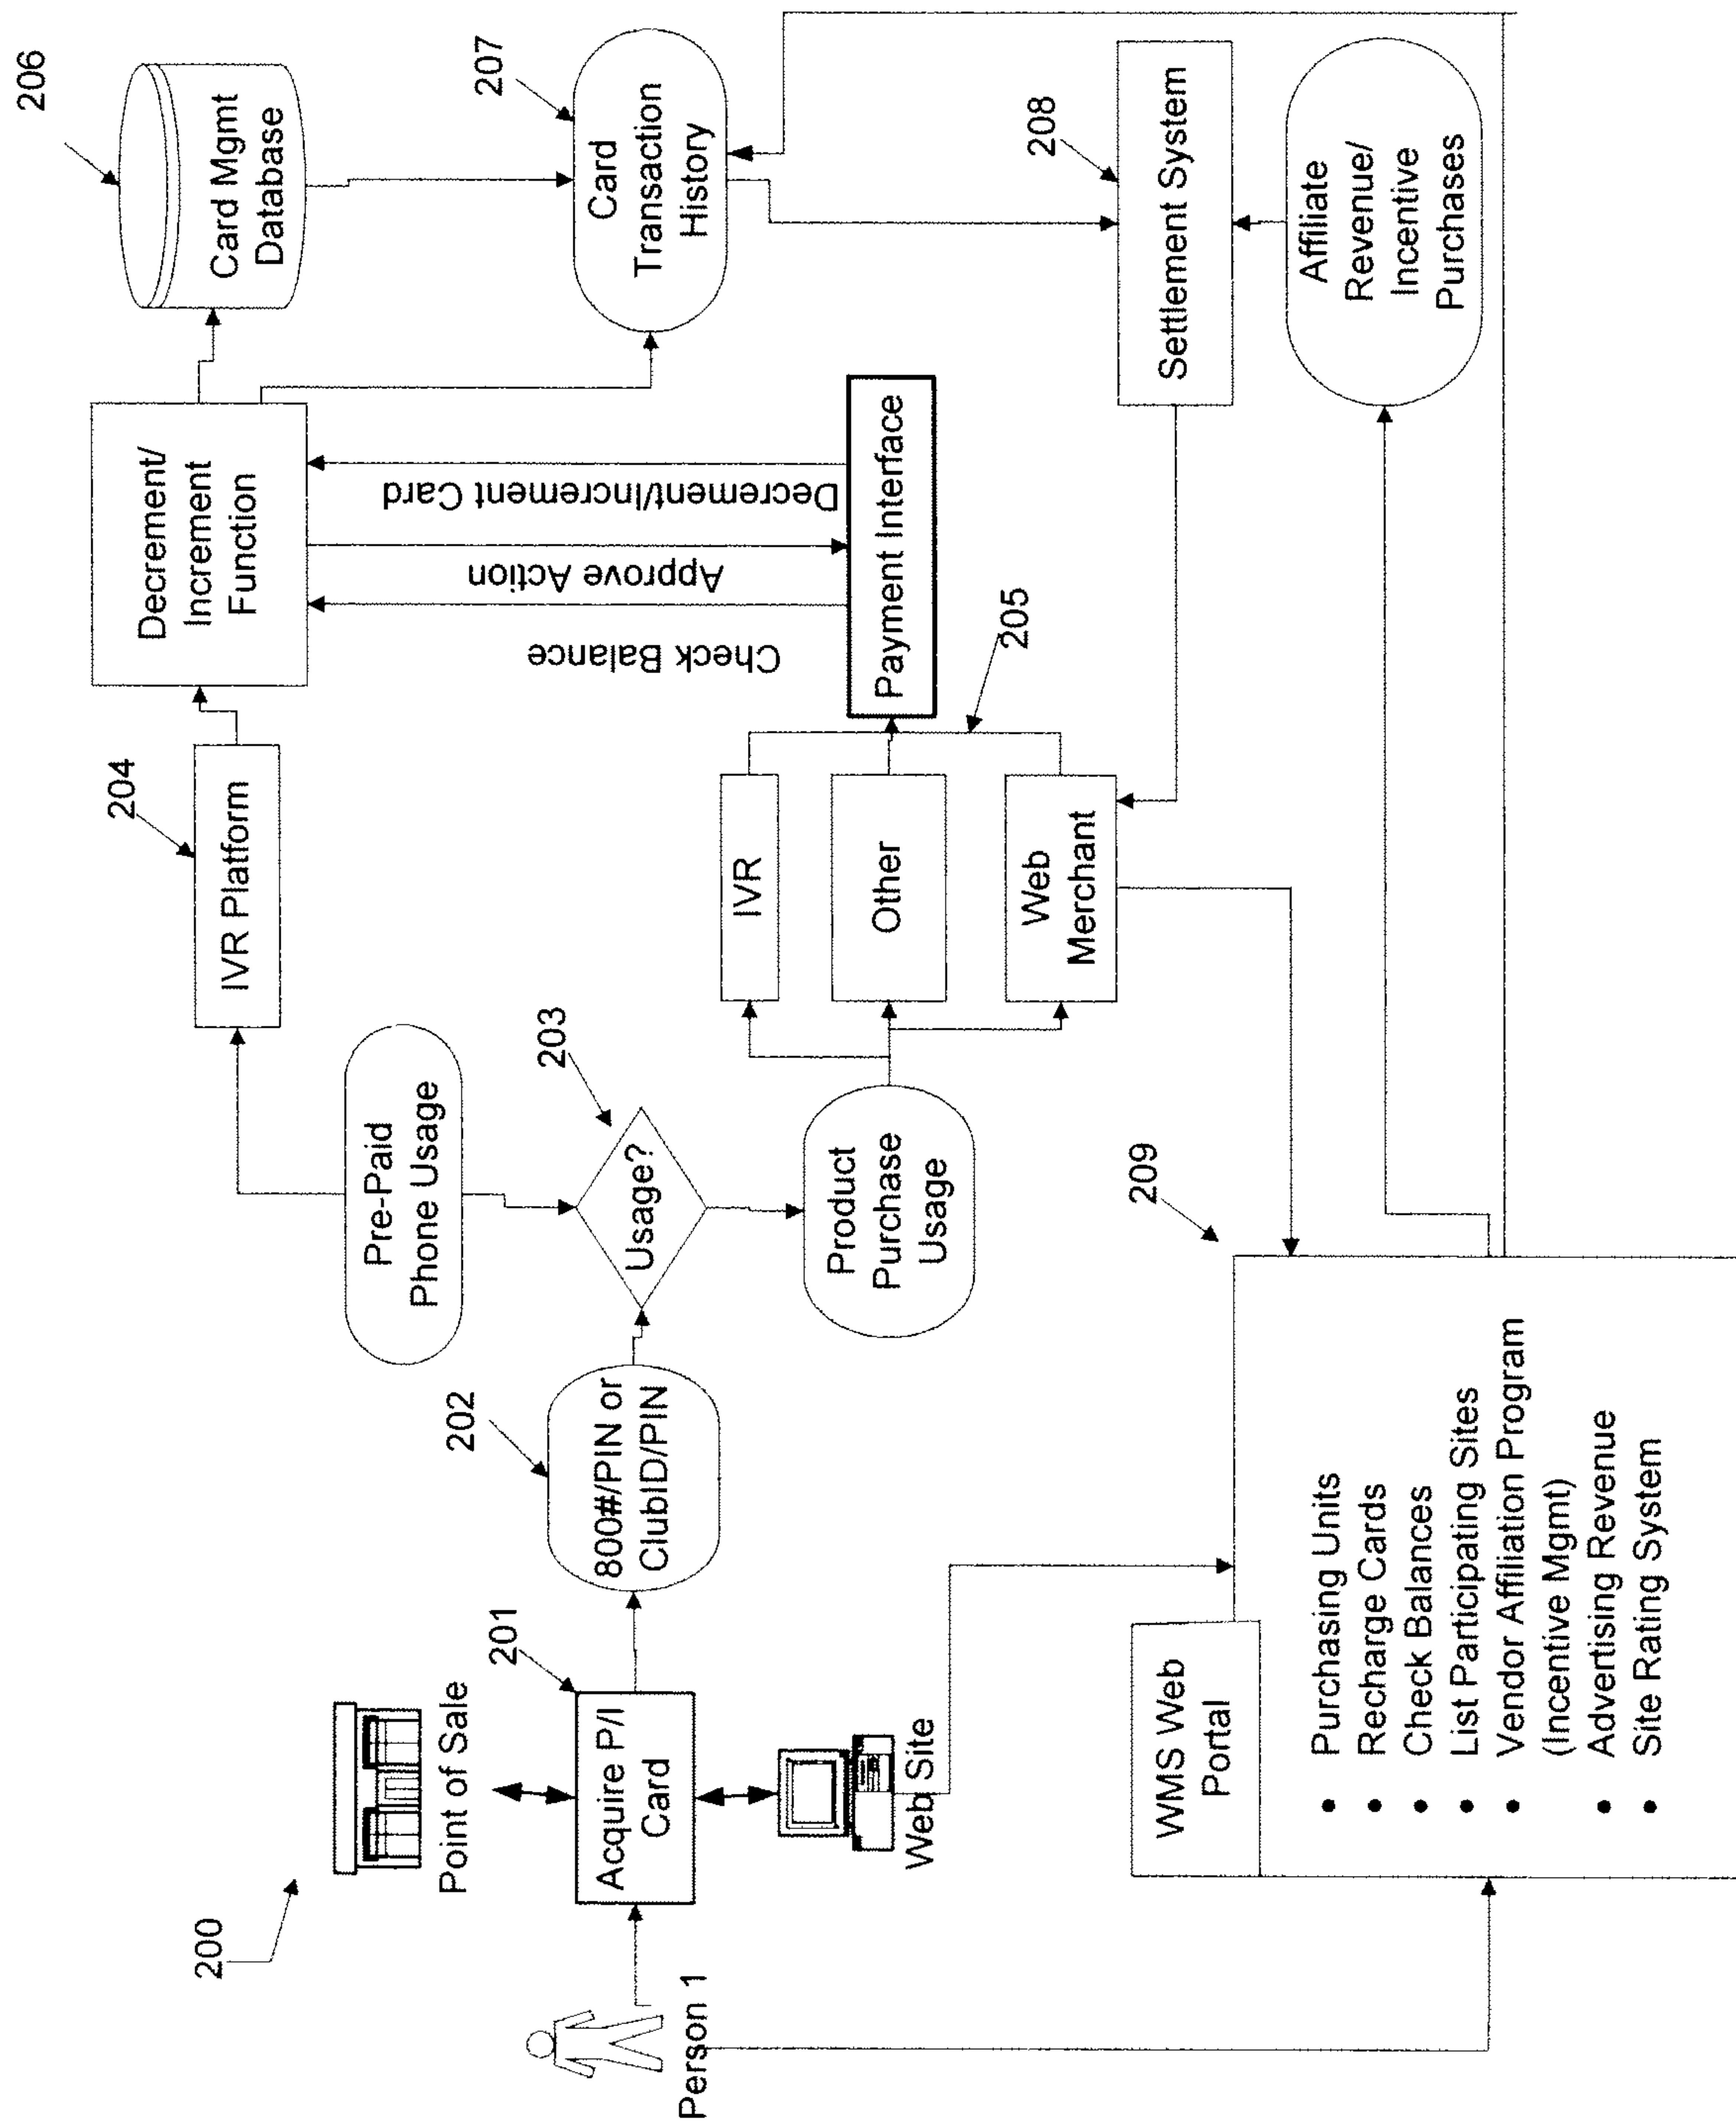 200
Point of Sale
Person 1
201
Acquire P/I
Card
Web Site
202
800#/PIN or
ClubID/PIN
Pre-Paid
Phone Usage
203
Usage?
Product
Purchase
Usage
204
IVR Platform
IVR
Other
Web
Merchant
205
Payment Interface
Check Balance
Approve Action
Decrement/Increment Card
Decrement/
Increment
Function
206
Card Mgmt
Database
207
Card
Transaction
History
208
Settlement System
Affiliate
Revenue/
Incentive
Purchases
209
WMS Web
Portal
• Purchasing Units
• Recharge Cards
• Check Balances
• List Participating Sites
• Vendor Affiliation Program
(Incentive Mgmt)
• Advertising Revenue
• Site Rating System